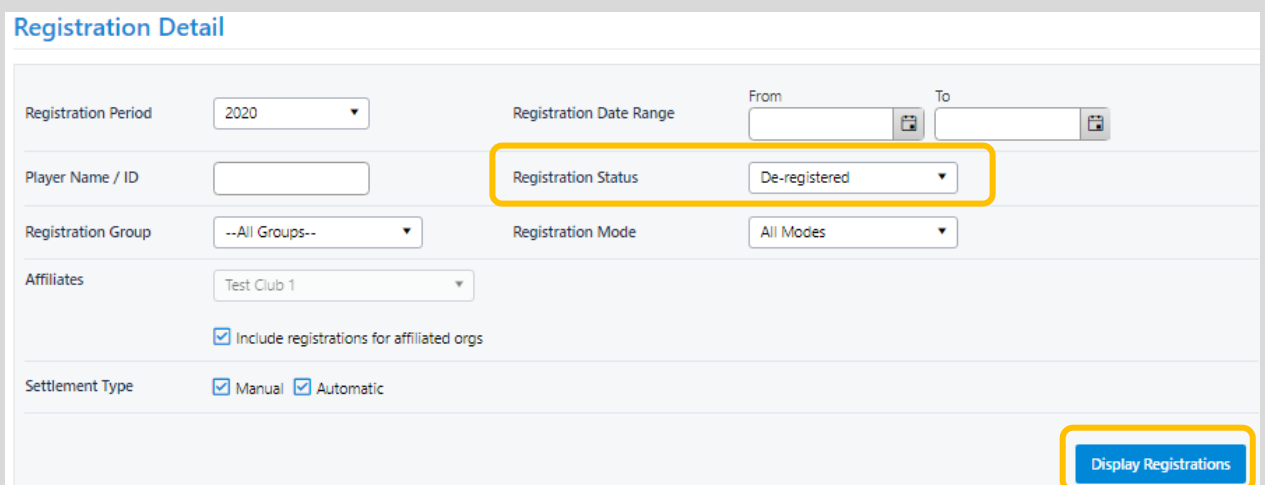 Registration Detail
Registration Period 2020 Registration Date Range From To
Player Name / ID Registration Status De-registered
Registration Group --All Groups-- Registration Mode All Modes
Affiliates Test Club 1
Include registrations for affiliated orgs
Settlement Type Manual Automatic
Display Registrations